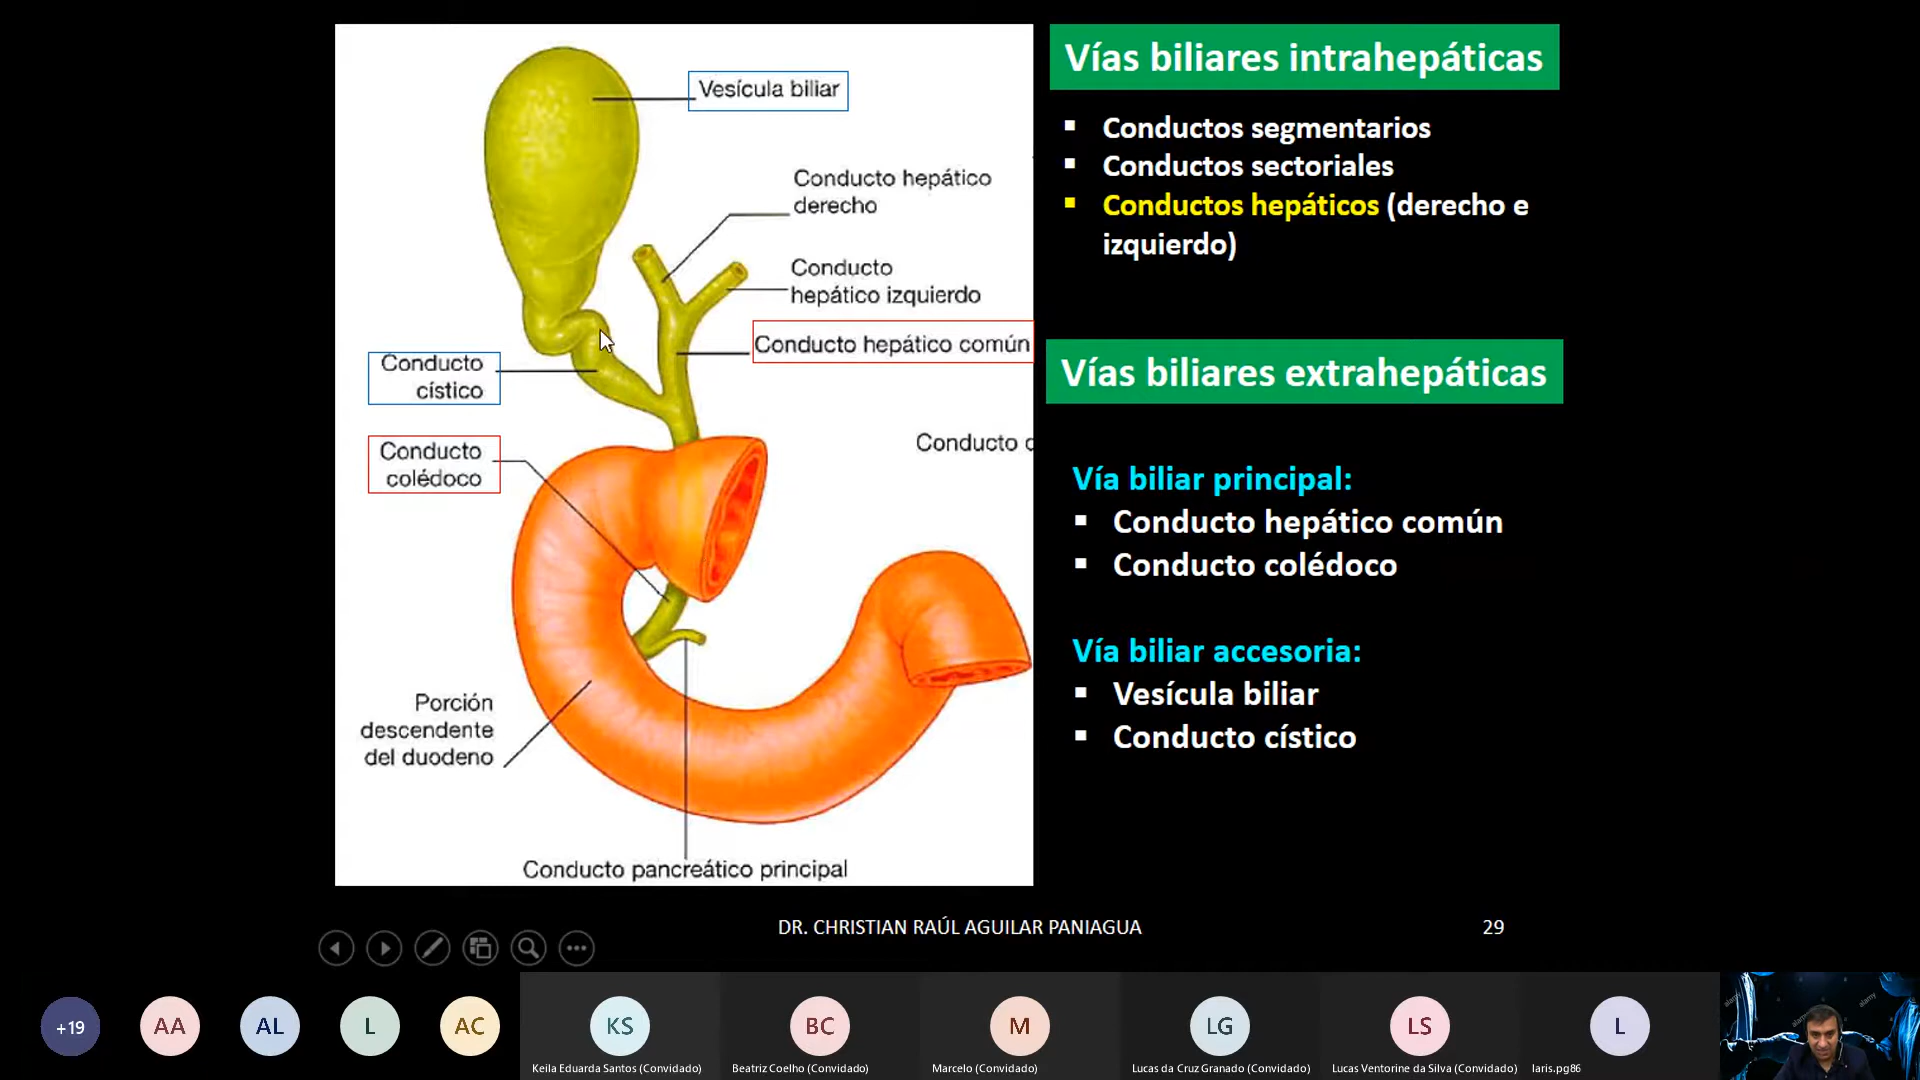 Vesícula biliar
Conducto hepático
derecho
Conducto
hepático izquierdo
Conducto hepático común
Conducto
cístico
Conducto
colédoco
Conducto
Porción
descendente
del duodeno
Conducto pancreático principal
Vías biliares intrahepáticas
Conductos segmentarios
Conductos sectoriales
Conductos hepáticos (derecho e
izquierdo)
Vías biliares extrahepáticas
Vía biliar principal:
Conducto hepático común
Conducto colédoco
Vía biliar accesoria:
Vesícula biliar
Conducto cístico
DR. CHRISTIAN RAÚL AGUILAR PANIAGUA
29
+19
AA
AL
L
AC
KS
BC
M
LG
LS
L
Keila Eduarda Santos (Convidado)
Beatriz Coelho (Convidado)
Marcelo (Convidado)
Lucas da Cruz Granado (Convidado)
Lucas Ventorine da Silva (Convidado)
laris.pg86
alamy
alamy
alamy